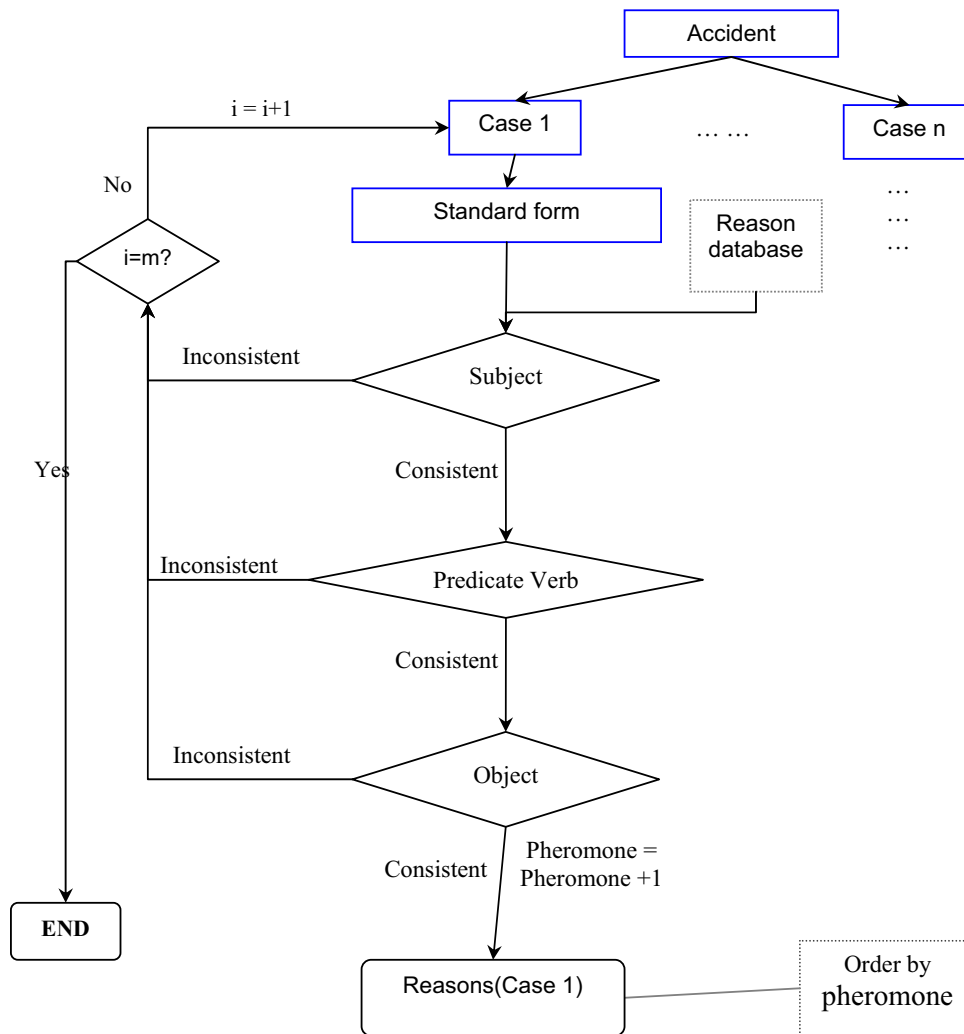 Accident
i = i+1
Case 1
... ...
Case n
No
Standard form
Reason
database
...
...
...
i=m?
Inconsistent
Subject
Yes
Consistent
Inconsistent
Predicate Verb
Consistent
Inconsistent
Object
Consistent
Pheromone =
Pheromone +1
END
Reasons(Case 1)
Order by
pheromone